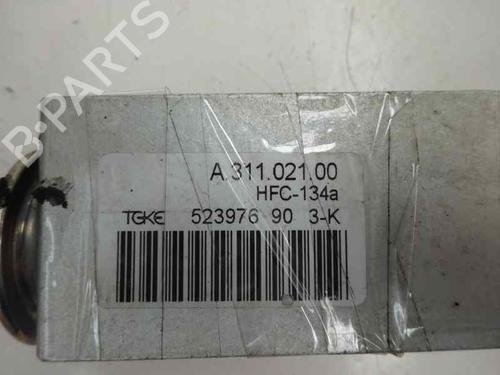 B-PARTS
A.311.021.00
HFC-134a
TGKE 523976 90 3-K